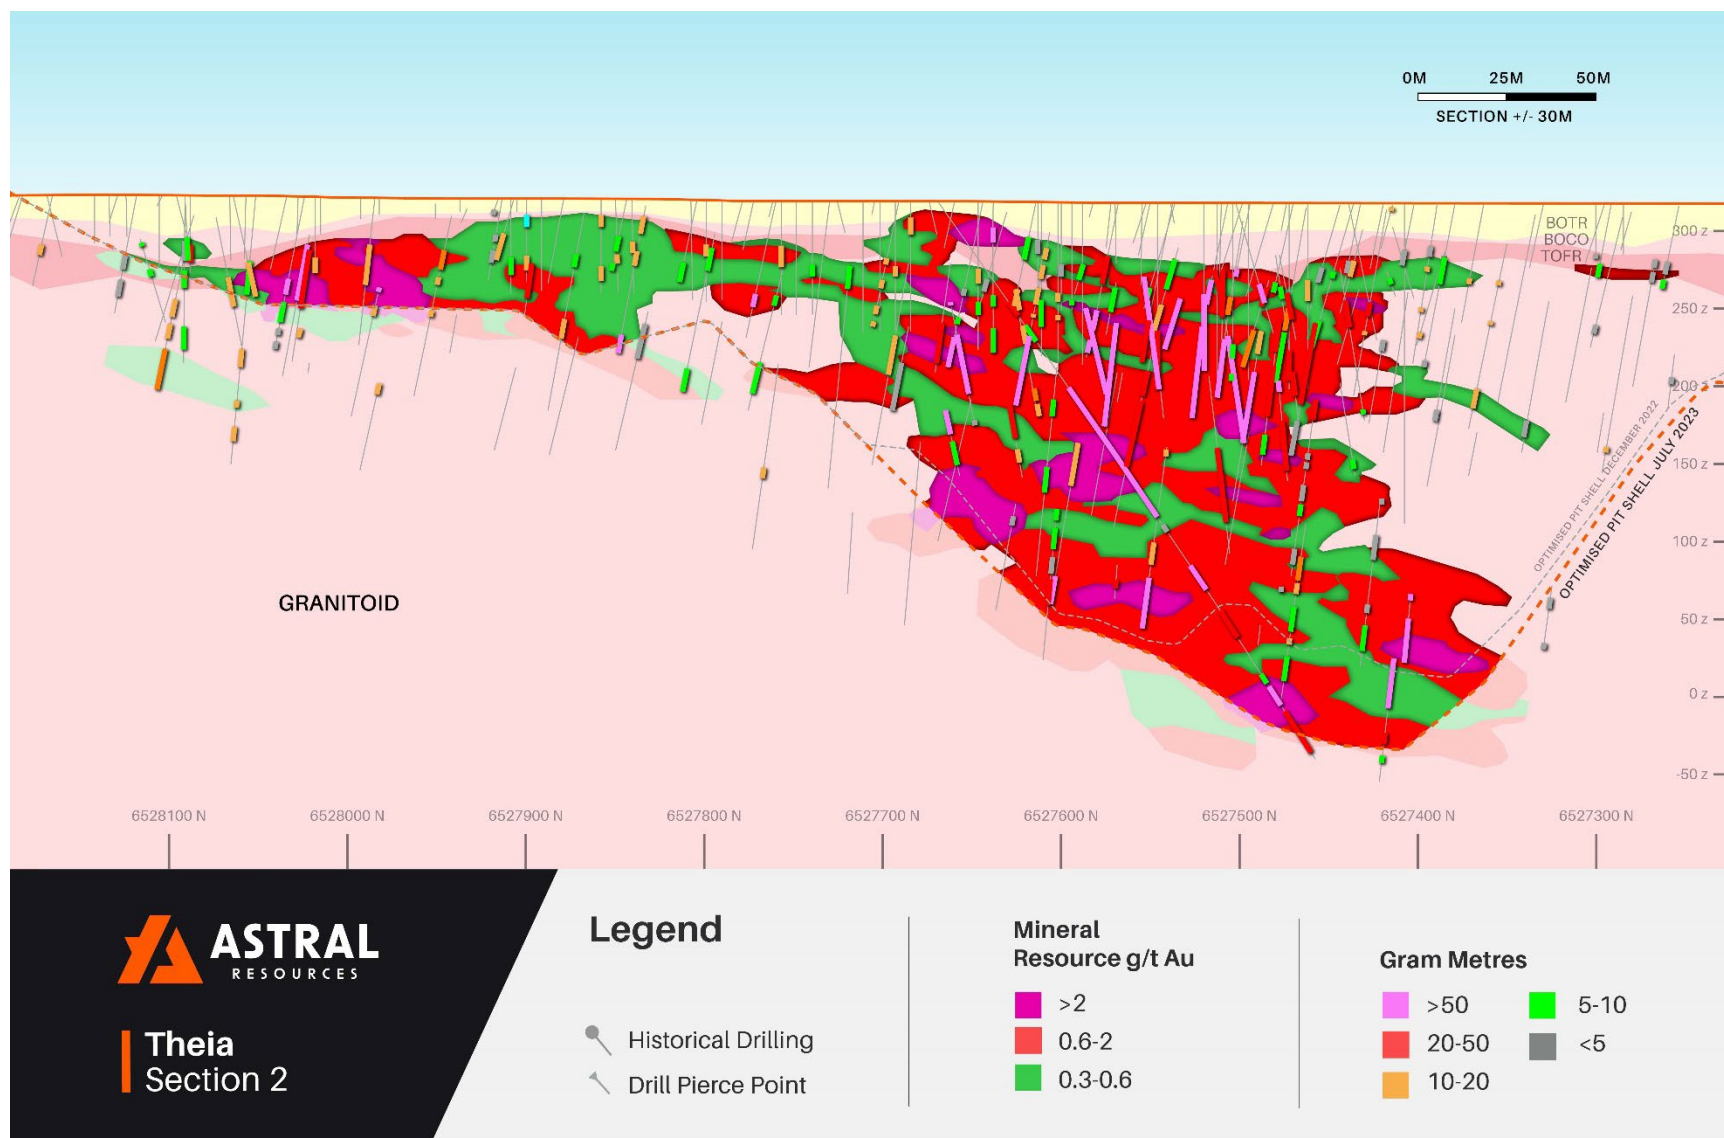 0M 25M 50M
SECTION +/- 30M
BOTR
BOCO
TOFR
300 z
250 z
200 z
150 z
100 z
50 z
0 z
-50 z
OPTIMISED PIT SHELL DECEMBER 2022
OPTIMISED PIT SHELL JULY 2023
GRANITOID
6528100 N 6528000 N 6527900 N 6527800 N 6527700 N 6527600 N 6527500 N 6527400 N 6527300 N
ASTRAL
RESOURCES
Theia
Section 2
Legend
Historical Drilling
Drill Pierce Point
Mineral
Resource g/t Au
>2
0.6-2
0.3-0.6
Gram Metres
>50 5-10
20-50 <5
10-20